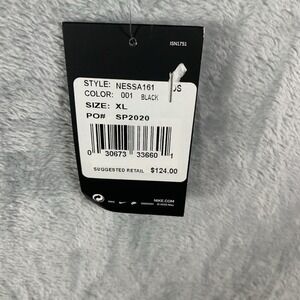 ISN1751
STYLE: NESSA161
COLOR: 001 BLACK
SIZE: XL
PO# SP2020
0 30673 33660 1
SUGGESTED RETAIL $124.00
NIKE.COM